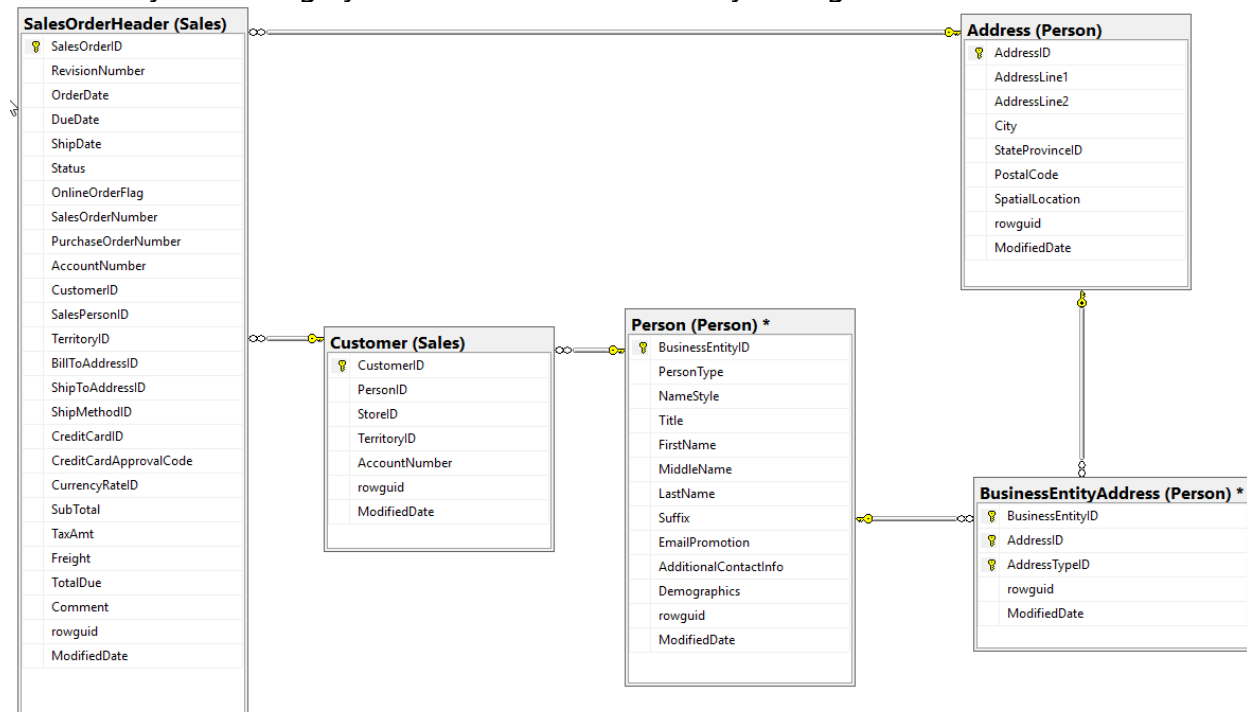 SalesOrderHeader (Sales)
SalesOrderID
RevisionNumber
OrderDate
DueDate
ShipDate
Status
OnlineOrderFlag
SalesOrderNumber
PurchaseOrderNumber
AccountNumber
CustomerID
SalesPersonID
TerritoryID
BillToAddressID
ShipToAddressID
ShipMethodID
CreditCardID
CreditCardApprovalCode
CurrencyRateID
SubTotal
TaxAmt
Freight
TotalDue
Comment
rowguid
ModifiedDate
Customer (Sales)
CustomerID
PersonID
StoreID
TerritoryID
AccountNumber
rowguid
ModifiedDate
Person (Person) *
BusinessEntityID
PersonType
NameStyle
Title
FirstName
MiddleName
LastName
Suffix
EmailPromotion
AdditionalContactInfo
Demographics
rowguid
ModifiedDate
Address (Person)
AddressID
AddressLine1
AddressLine2
City
StateProvinceID
PostalCode
SpatialLocation
rowguid
ModifiedDate
BusinessEntityAddress (Person) *
BusinessEntityID
AddressID
AddressTypeID
rowguid
ModifiedDate